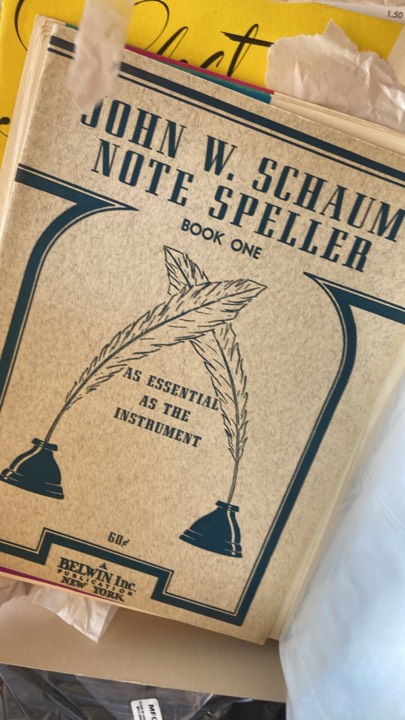 1.50
JOHN W. SCHAUM
NOTE SPELLER
BOOK ONE
AS ESSENTIAL
AS THE
INSTRUMENT
60¢
A
BELWIN Inc.
PUBLICATION
NEW YORK
MFG